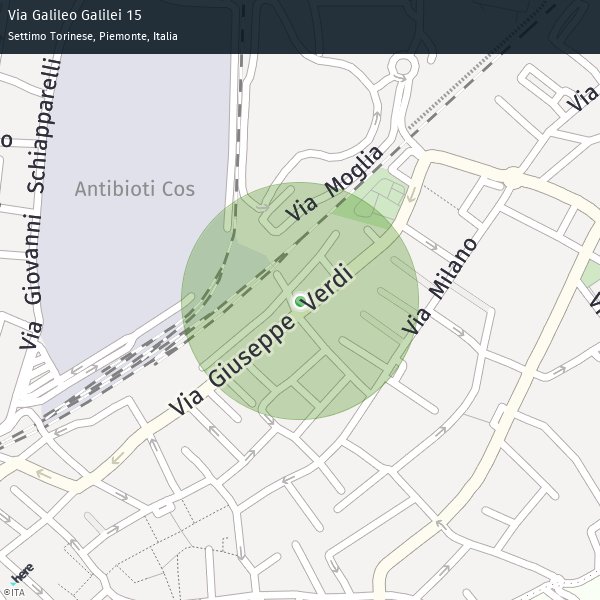 Via Galileo Galilei 15
Settimo Torinese, Piemonte, Italia
Via Giovanni Schiapparelli
Via
o
Antibioti Cos
Via Moglia
Via Milano
Via Giuseppe Verdi
V
here
©ITA